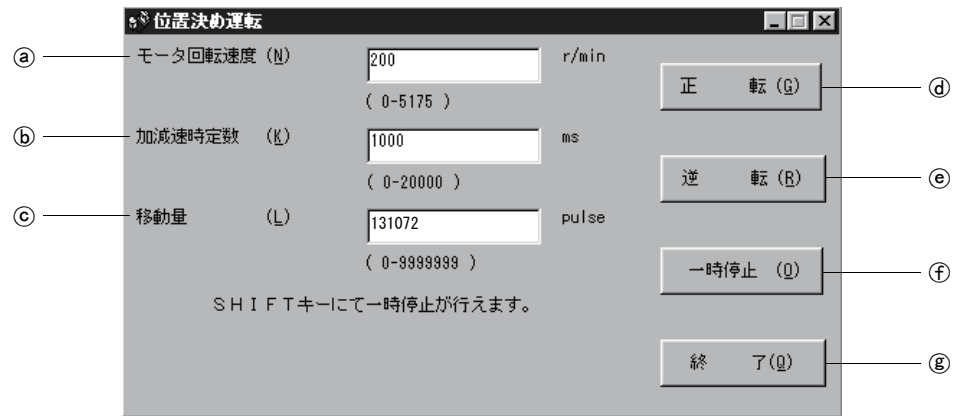 位置決め運転
ⓐ モータ回転速度 (N) 200 r/min
( 0-5175 )
正 転 (G) ⓓ
ⓑ 加減速時定数 (K) 1000 ms
( 0-20000 )
逆 転 (R) ⓔ
ⓒ 移動量 (L) 131072 pulse
( 0-9999999 )
一時停止 (O) ⓕ
ＳＨＩＦＴキーにて一時停止が行えます。
終 了(Q) ⓖ